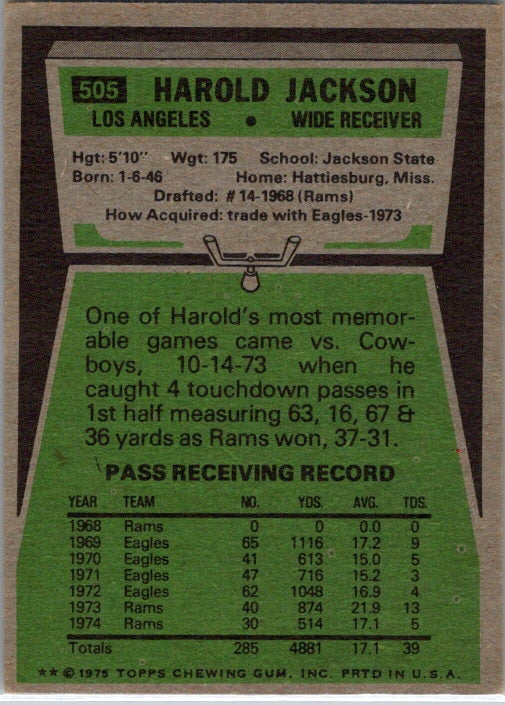 505 HAROLD JACKSON
LOS ANGELES • WIDE RECEIVER
Hgt: 5'10" Wgt: 175 School: Jackson State
Born: 1-6-46 Home: Hattiesburg, Miss.
Drafted: #14-1968 (Rams)
How Acquired: trade with Eagles-1973
One of Harold's most memor-
able games came vs. Cow-
boys, 10-14-73 when he
caught 4 touchdown passes in
1st half measuring 63, 16, 67 &
36 yards as Rams won, 37-31.
PASS RECEIVING RECORD
YEAR TEAM NO. YDS. AVG. TDS.
1968 Rams 0 0 0.0 0
1969 Eagles 65 1116 17.2 9
1970 Eagles 41 613 15.0 5
1971 Eagles 47 716 15.2 3
1972 Eagles 62 1048 16.9 4
1973 Rams 40 874 21.9 13
1974 Rams 30 514 17.1 5
Totals 285 4881 17.1 39
**©1975 TOPPS CHEWING GUM, INC. PRTD IN U.S.A.